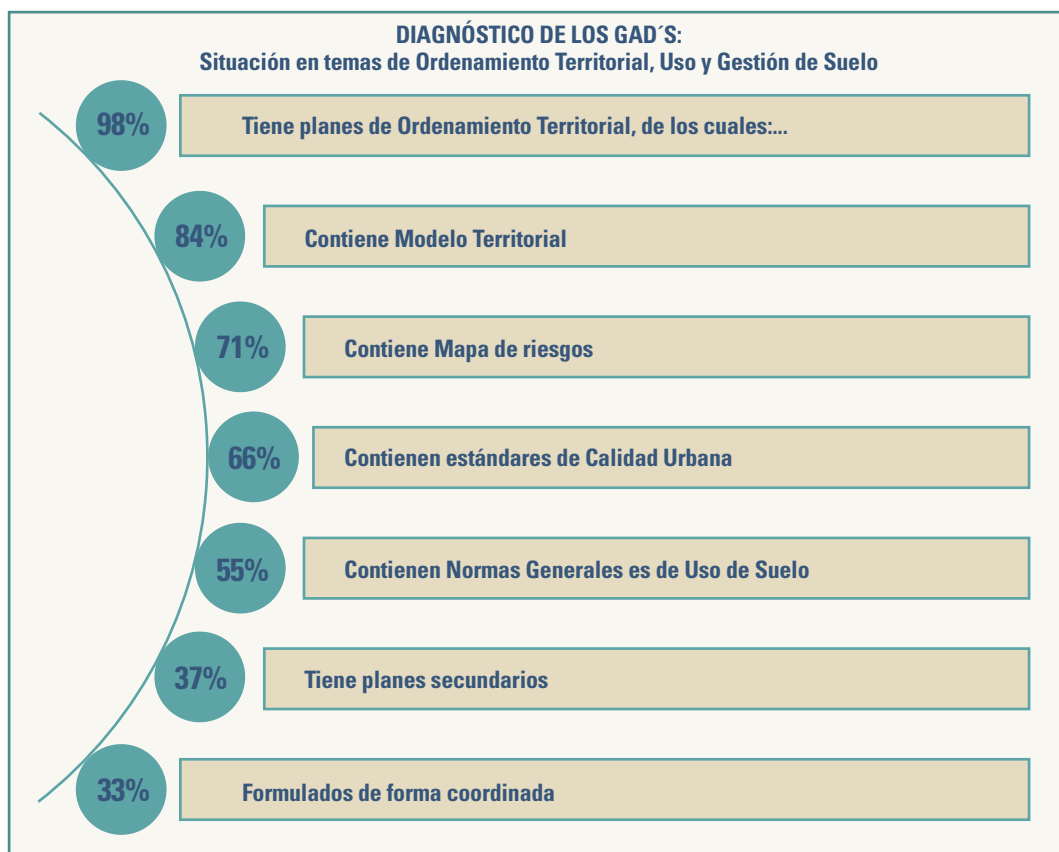 DIAGNÓSTICO DE LOS GAD´S:
Situación en temas de Ordenamiento Territorial, Uso y Gestión de Suelo
98%
Tiene planes de Ordenamiento Territorial, de los cuales:...
84%
Contiene Modelo Territorial
71%
Contiene Mapa de riesgos
66%
Contienen estándares de Calidad Urbana
55%
Contienen Normas Generales es de Uso de Suelo
37%
Tiene planes secundarios
33%
Formulados de forma coordinada